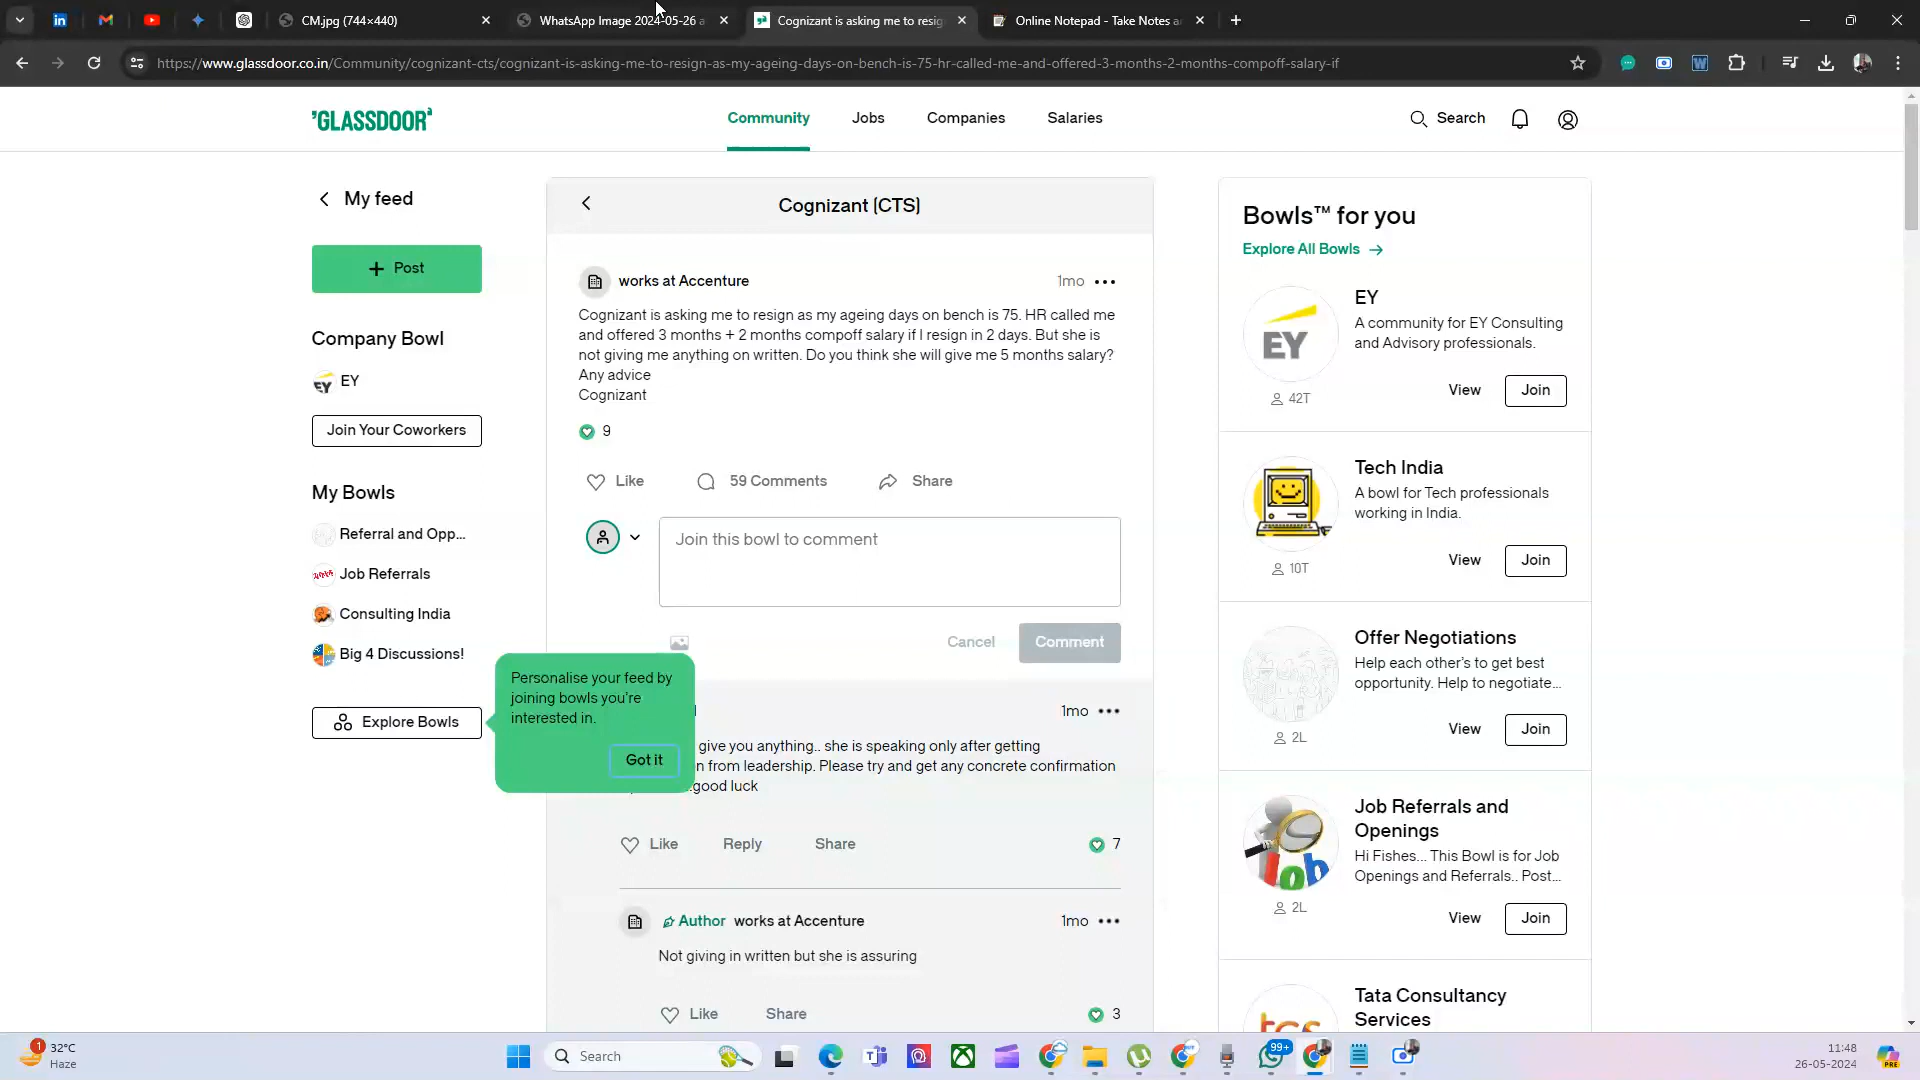 CM.jpg (744×440)
WhatsApp Image 2024-05-26 a
Cognizant is asking me to resig
Online Notepad - Take Notes a
https://www.glassdoor.co.in/Community/cognizant-cts/cognizant-is-asking-me-to-resign-as-my-ageing-days-on-bench-is-75-hr-called-me-and-offered-3-months-2-months-compoff-salary-if
GLASSDOOR
Community
Jobs
Companies
Salaries
Search
My feed
+ Post
Company Bowl
EY
EY
Join Your Coworkers
My Bowls
Referral and Opp...
Job Referrals
Consulting India
Big 4 Discussions!
Explore Bowls
Personalise your feed by
joining bowls you're
interested in.
Got it
Cognizant (CTS)
works at Accenture
1mo
Cognizant is asking me to resign as my ageing days on bench is 75. HR called me
and offered 3 months + 2 months compoff salary if I resign in 2 days. But she is
not giving me anything on written. Do you think she will give me 5 months salary?
Any advice
Cognizant
9
Like
59 Comments
Share
Join this bowl to comment
Cancel
Comment
1mo
give you anything.. she is speaking only after getting
from leadership. Please try and get any concrete confirmation
good luck
Like
Reply
Share
7
Author works at Accenture
1mo
Not giving in written but she is assuring
Like
Share
3
Bowls™ for you
Explore All Bowls
EY
EY
A community for EY Consulting
and Advisory professionals.
42T
View
Join
Tech India
A bowl for Tech professionals
working in India.
10T
View
Join
Offer Negotiations
Help each other's to get best
opportunity. Help to negotiate...
2L
View
Join
Job
Job Referrals and
Openings
Hi Fishes... This Bowl is for Job
Openings and Referrals.. Post...
2L
View
Join
tcs
Tata Consultancy
Services
1
32°C
Haze
Search
99+
11:48
26-05-2024
PRE